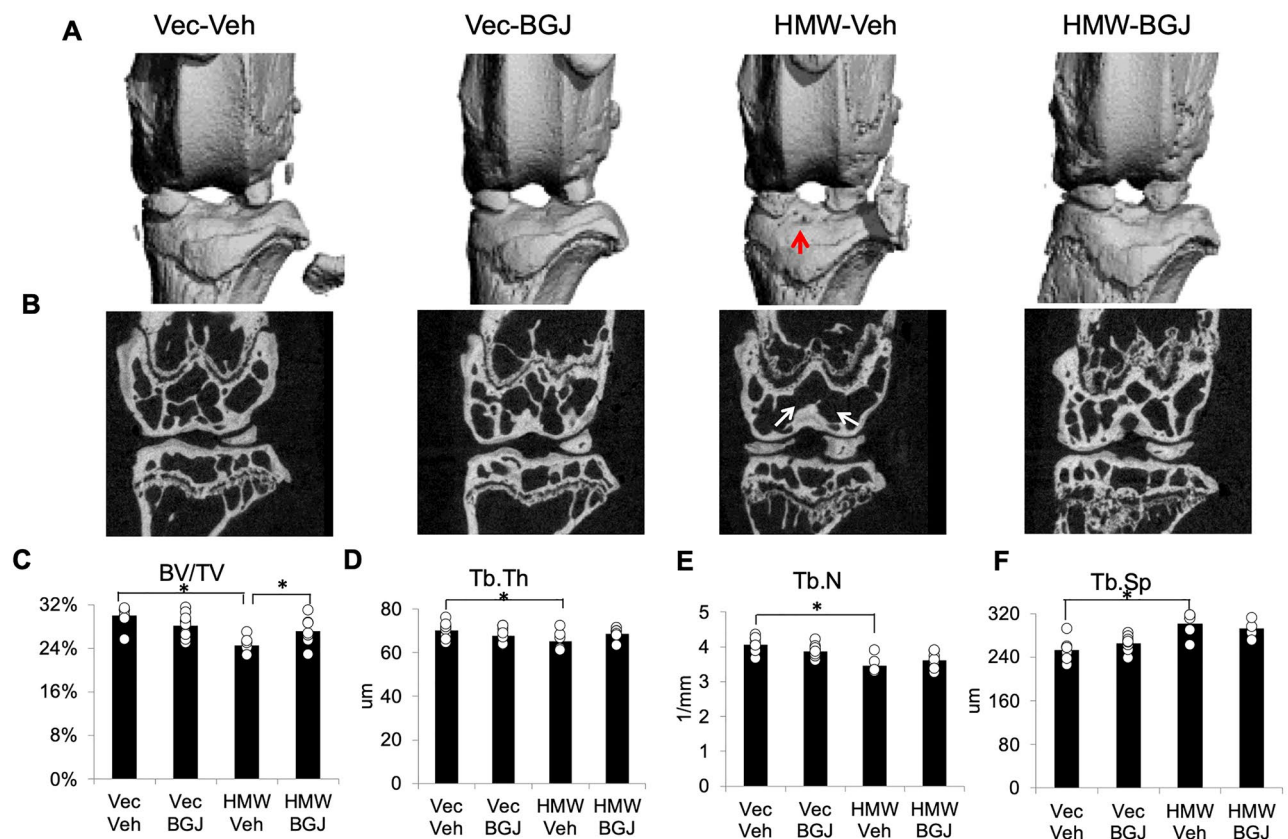 A
Vec-Veh
Vec-BGJ
HMW-Veh
HMW-BGJ
B
C
BV/TV
*
*
32%
24%
16%
8%
0%
Vec
Veh
Vec
BGJ
HMW
Veh
HMW
BGJ
D
Tb.Th
*
80
60
40
20
0
um
Vec
Veh
Vec
BGJ
HMW
Veh
HMW
BGJ
E
Tb.N
*
5
4
3
2
1
0
1/mm
Vec
Veh
Vec
BGJ
HMW
Veh
HMW
BGJ
F
Tb.Sp
*
320
240
160
80
0
um
Vec
Veh
Vec
BGJ
HMW
Veh
HMW
BGJ